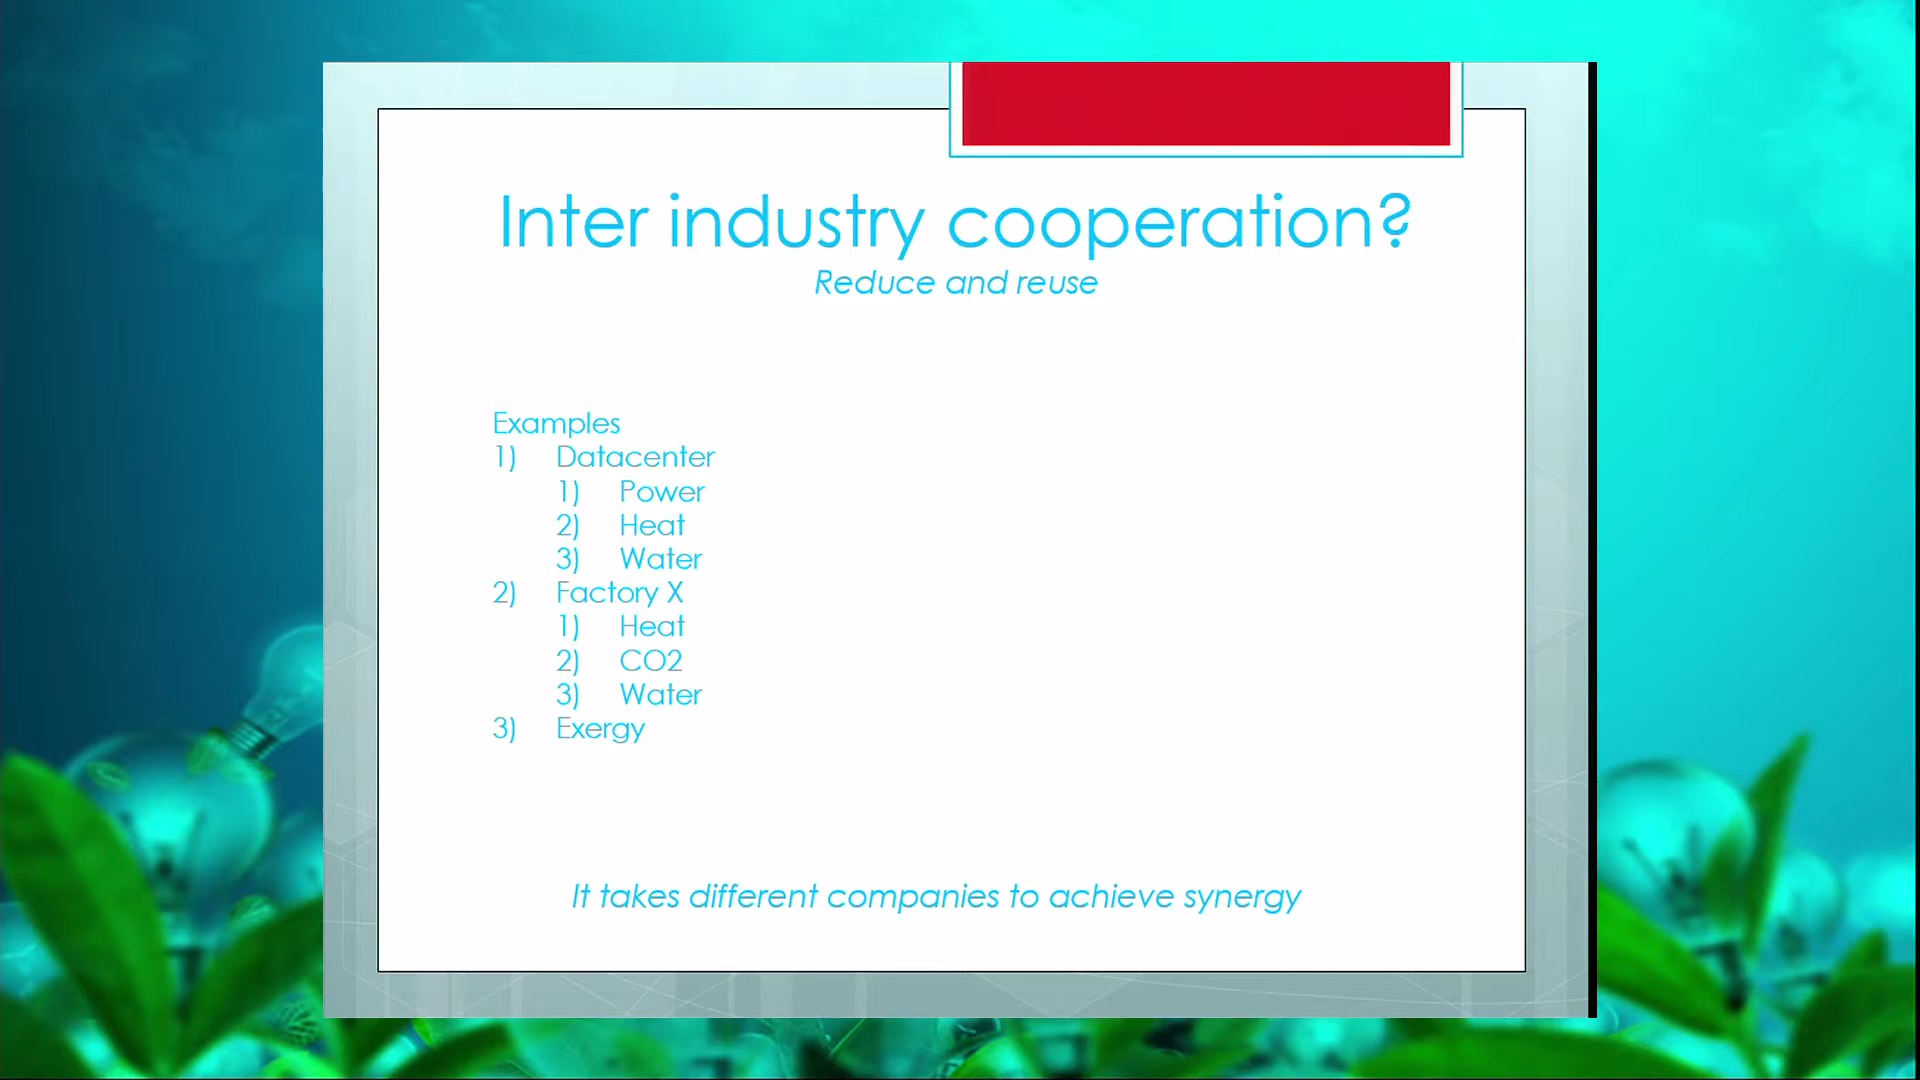 Inter industry cooperation?
Reduce and reuse
Examples
1) Datacenter
1) Power
2) Heat
3) Water
2) Factory X
1) Heat
2) CO2
3) Water
3) Exergy
It takes different companies to achieve synergy